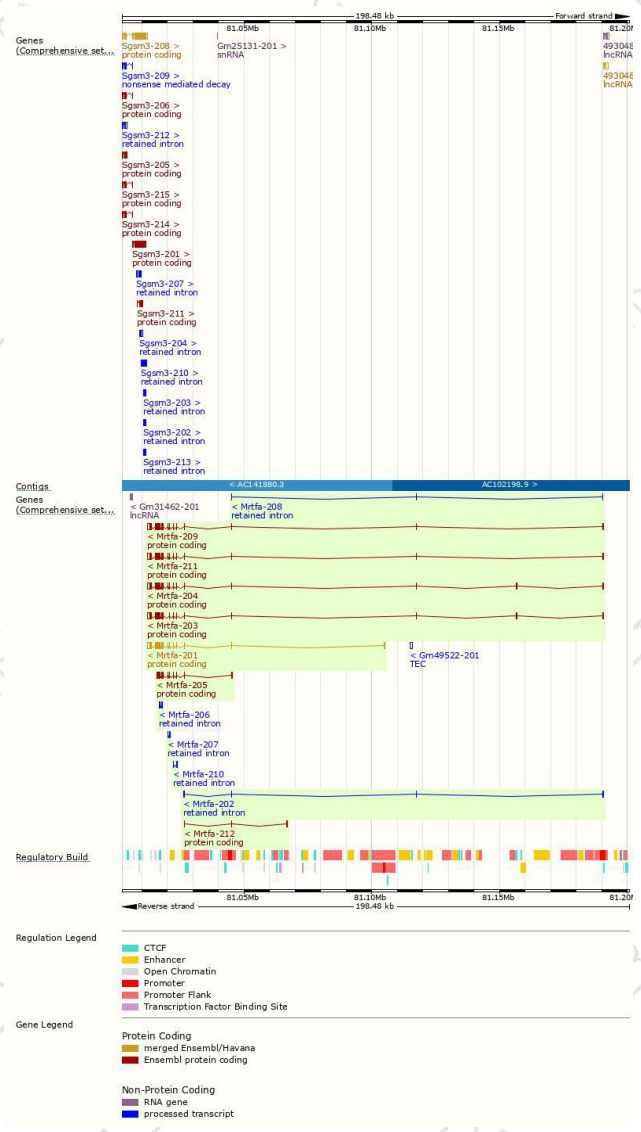 198.48 kb Forward strand
81.05Mb 81.10Mb 81.15Mb 81.20
Genes
(Comprehensive set...
Sgsm3-208 > Gm25131-201 > 493048
protein coding snRNA lncRNA
Sgsm3-209 > 493048
nonsense mediated decay lncRNA
Sgsm3-206 >
protein coding
Sgsm3-212 >
retained intron
Sgsm3-205 >
protein coding
Sgsm3-215 >
protein coding
Sgsm3-214 >
protein coding
Sgsm3-201 >
protein coding
Sgsm3-207 >
retained intron
Sgsm3-211 >
protein coding
Sgsm3-204 >
retained intron
Sgsm3-210 >
retained intron
Sgsm3-203 >
retained intron
Sgsm3-202 >
retained intron
Sgsm3-213 >
retained intron
Contigs < AC141880.3 AC102198.9 >
Genes
(Comprehensive set...
< Gm31462-201 < Mrtfa-208
lncRNA retained intron
< Mrtfa-209
protein coding
< Mrtfa-211
protein coding
< Mrtfa-204
protein coding
< Mrtfa-203
protein coding
< Mrtfa-201 < Gm49522-201
protein coding TEC
< Mrtfa-205
protein coding
< Mrtfa-206
retained intron
< Mrtfa-207
retained intron
< Mrtfa-210
retained intron
< Mrtfa-202
retained intron
< Mrtfa-212
protein coding
Regulatory Build
81.05Mb 81.10Mb 81.15Mb 81.20
Reverse strand 198.48 kb
Regulation Legend
CTCF
Enhancer
Open Chromatin
Promoter
Promoter Flank
Transcription Factor Binding Site
Gene Legend
Protein Coding
merged Ensembl/Havana
Ensembl protein coding
Non-Protein Coding
RNA gene
processed transcript